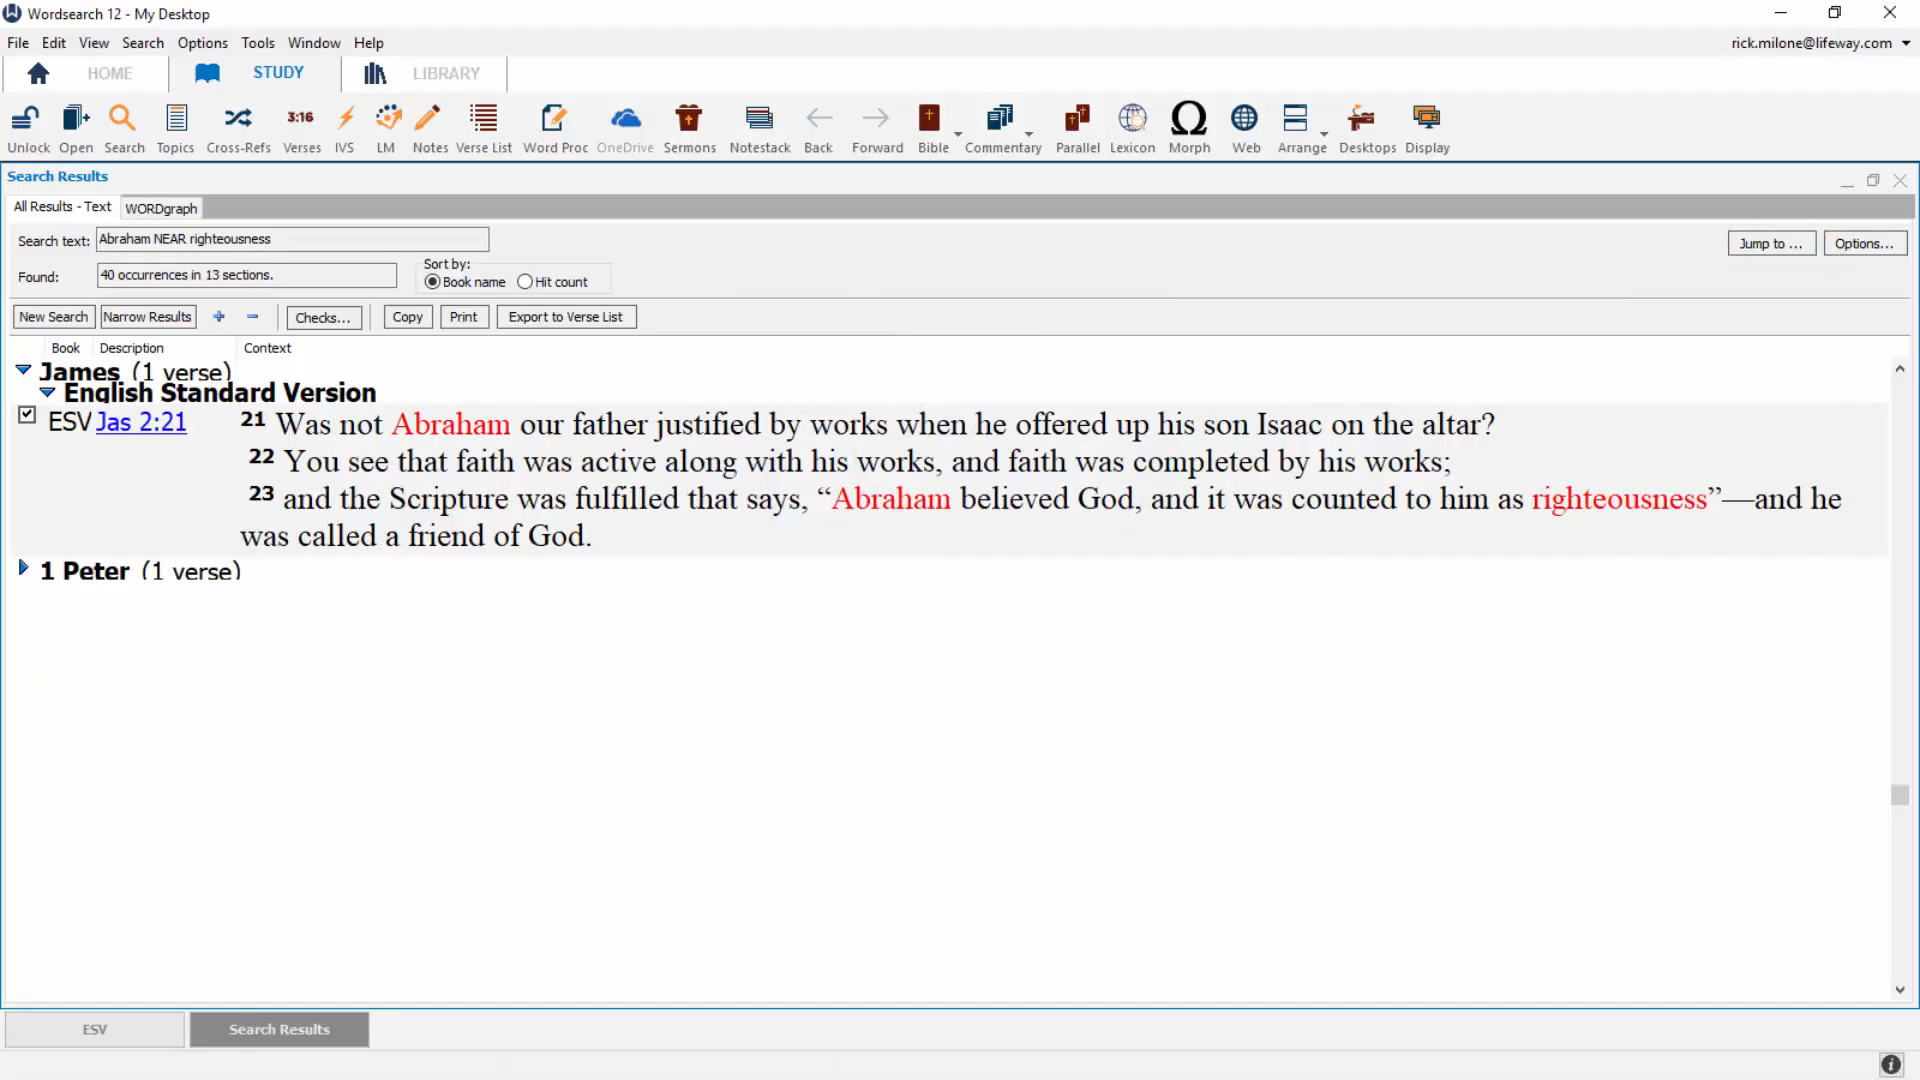 Wordsearch 12 - My Desktop
File Edit View Search Options Tools Window Help rick.milone@lifeway.com
HOME STUDY LIBRARY
3:16
Unlock Open Search Topics Cross-Refs Verses IVS LM Notes Verse List Word Proc OneDrive Sermons Notestack Back Forward Bible Commentary Parallel Lexicon Morph Web Arrange Desktops Display
Search Results
All Results - Text WORDgraph
Search text: Abraham NEAR righteousness Jump to ... Options...
Found: 40 occurrences in 13 sections. Sort by:
Book name Hit count
New Search Narrow Results Checks... Copy Print Export to Verse List
Book Description Context
James (1 verse)
English Standard Version
ESV Jas 2:21 21 Was not Abraham our father justified by works when he offered up his son Isaac on the altar?
22 You see that faith was active along with his works, and faith was completed by his works;
23 and the Scripture was fulfilled that says, “Abraham believed God, and it was counted to him as righteousness”—and he
was called a friend of God.
1 Peter (1 verse)
ESV Search Results